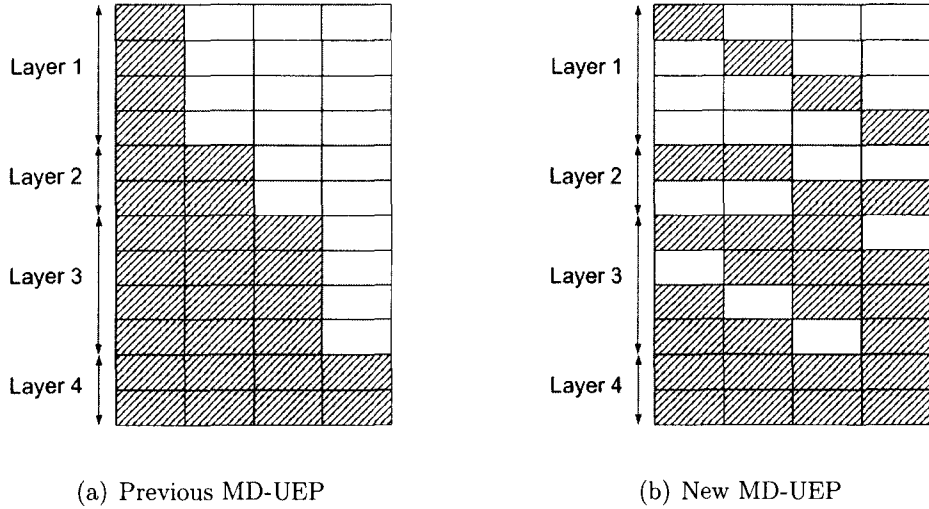 Layer 1
Layer 2
Layer 3
Layer 4
(a) Previous MD-UEP
Layer 1
Layer 2
Layer 3
Layer 4
(b) New MD-UEP